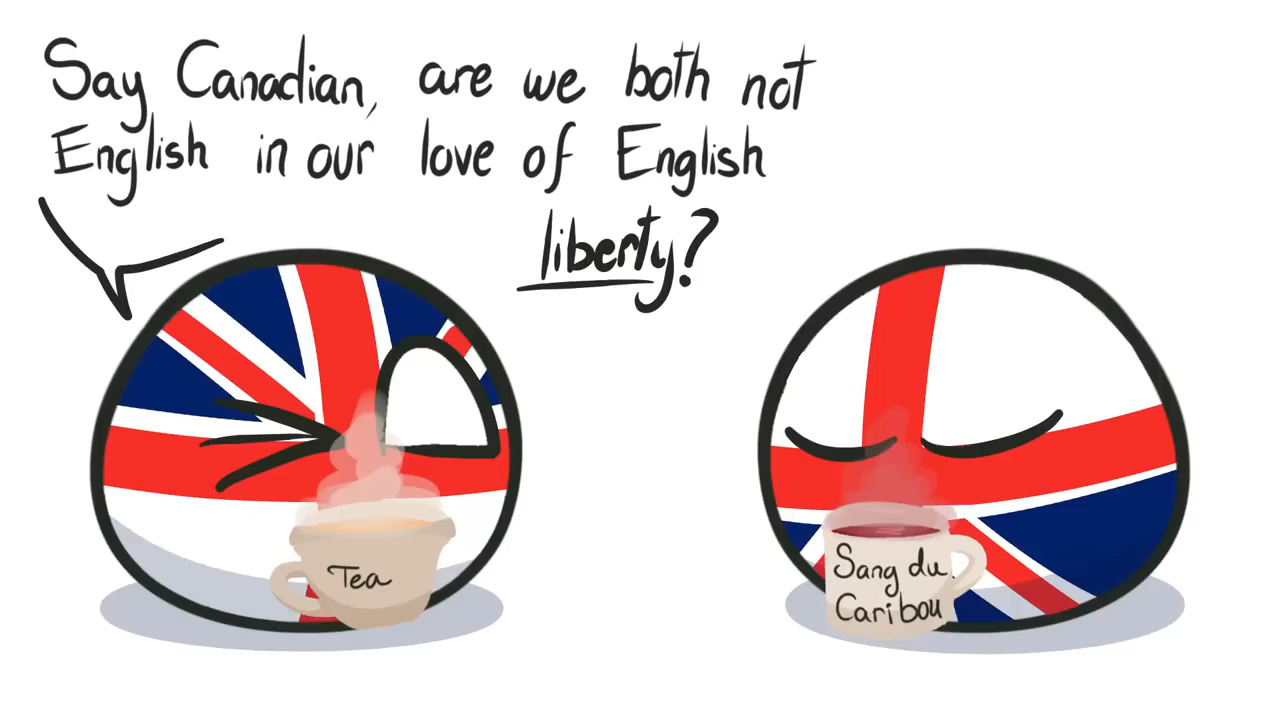 Say Canadian, are we both not
English in our love of English
liberty?
Tea
Sang du
Caribou